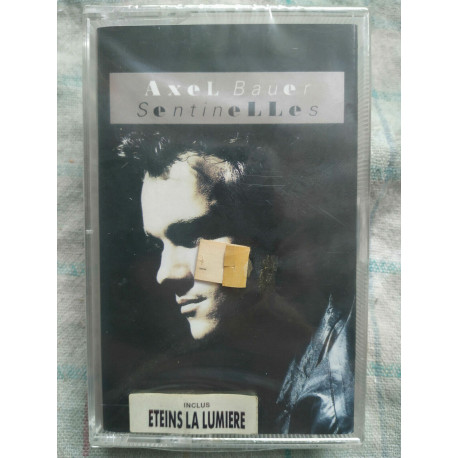 Axel Bauer
Sentinelles
INCLUS
ETEINS LA LUMIERE